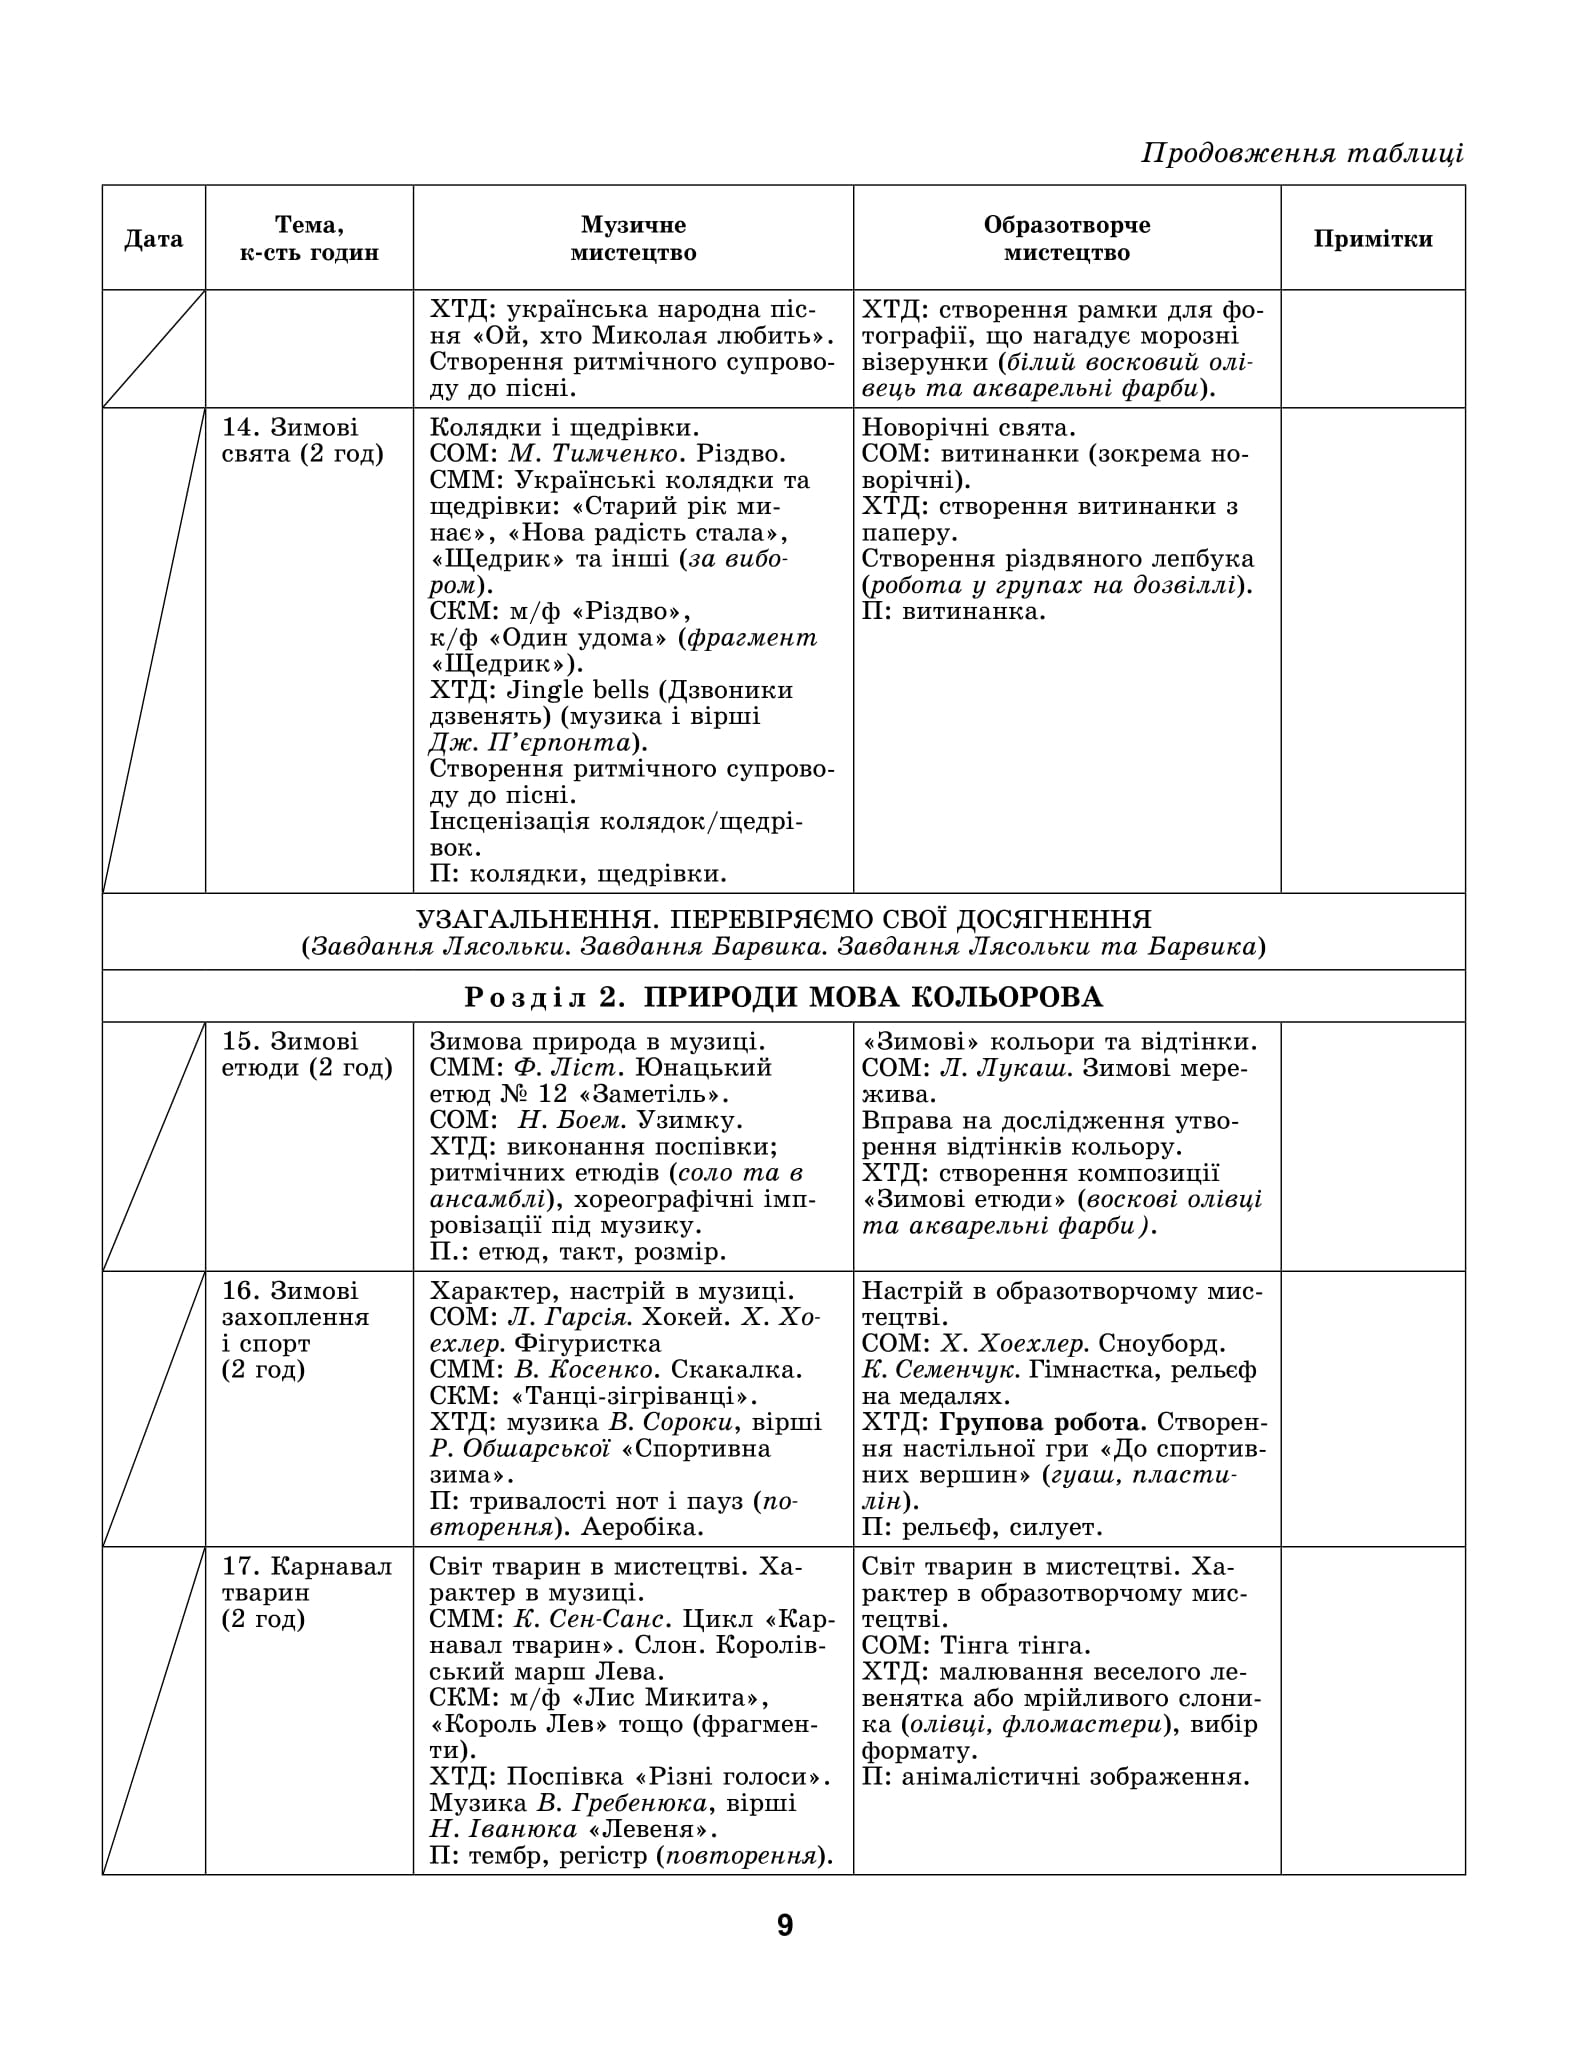 Продовження таблиці
Дата
Тема,
к-сть годин
Музичне
мистецтво
Образотворче
мистецтво
Примітки
ХТД: українська народна піс-
ня «Ой, хто Миколая любить».
Створення ритмічного супрово-
ду до пісні.
ХТД: створення рамки для фо-
тографії, що нагадує морозні
візерунки (білий восковий олі-
вець та акварельні фарби).
14. Зимові
свята (2 год)
Колядки і щедрівки.
СОМ: М. Тимченко. Різдво.
СММ: Українські колядки та
щедрівки: «Старий рік ми-
нає», «Нова радість стала»,
«Щедрик» та інші (за вибо-
ром).
СКМ: м/ф «Різдво»,
к/ф «Один удома» (фрагмент
«Щедрик»).
ХТД: Jingle bells (Дзвоники
дзвенять) (музика і вірші
Дж. П’єрпонта).
Створення ритмічного супрово-
ду до пісні.
Інсценізація колядок/щедрі-
вок.
П: колядки, щедрівки.
Новорічні свята.
СОМ: витинанки (зокрема но-
ворічні).
ХТД: створення витинанки з
паперу.
Створення різдвяного лепбука
(робота у групах на дозвіллі).
П: витинанка.
УЗАГАЛЬНЕННЯ. ПЕРЕВІРЯЄМО СВОЇ ДОСЯГНЕННЯ
(Завдання Лясольки. Завдання Барвика. Завдання Лясольки та Барвика)
Розділ 2. ПРИРОДИ МОВА КОЛЬОРОВА
15. Зимові
етюди (2 год)
Зимова природа в музиці.
СММ: Ф. Ліст. Юнацький
етюд № 12 «Заметіль».
СОМ: Н. Боем. Узимку.
ХТД: виконання поспівки;
ритмічних етюдів (соло та в
ансамблі), хореографічні імп-
ровізації під музику.
П.: етюд, такт, розмір.
«Зимові» кольори та відтінки.
СОМ: Л. Лукаш. Зимові мере-
жива.
Вправа на дослідження утво-
рення відтінків кольору.
ХТД: створення композиції
«Зимові етюди» (воскові олівці
та акварельні фарби).
16. Зимові
захоплення
і спорт
(2 год)
Характер, настрій в музиці.
СОМ: Л. Гарсія. Хокей. Х. Хо-
ехлер. Фігуристка
СММ: В. Косенко. Скакалка.
СКМ: «Танці-зігріванці».
ХТД: музика В. Сороки, вірші
Р. Обшарської «Спортивна
зима».
П: тривалості нот і пауз (по-
вторення). Аеробіка.
Настрій в образотворчому мис-
тецтві.
СОМ: Х. Хоехлер. Сноуборд.
К. Семенчук. Гімнастка, рельєф
на медалях.
ХТД: Групова робота. Створен-
ня настільної гри «До спортив-
них вершин» (гуаш, пласти-
лін).
П: рельєф, силует.
17. Карнавал
тварин
(2 год)
Світ тварин в мистецтві. Ха-
рактер в музиці.
СММ: К. Сен-Санс. Цикл «Кар-
навал тварин». Слон. Королів-
ський марш Лева.
СКМ: м/ф «Лис Микита»,
«Король Лев» тощо (фрагмен-
ти).
ХТД: Поспівка «Різні голоси».
Музика В. Гребенюка, вірші
Н. Іванюка «Левеня».
П: тембр, регістр (повторення).
Світ тварин в мистецтві. Ха-
рактер в образотворчому мис-
тецтві.
СОМ: Тінга тінга.
ХТД: малювання веселого ле-
венятка або мрійливого слони-
ка (олівці, фломастери), вибір
формату.
П: анімалістичні зображення.
9